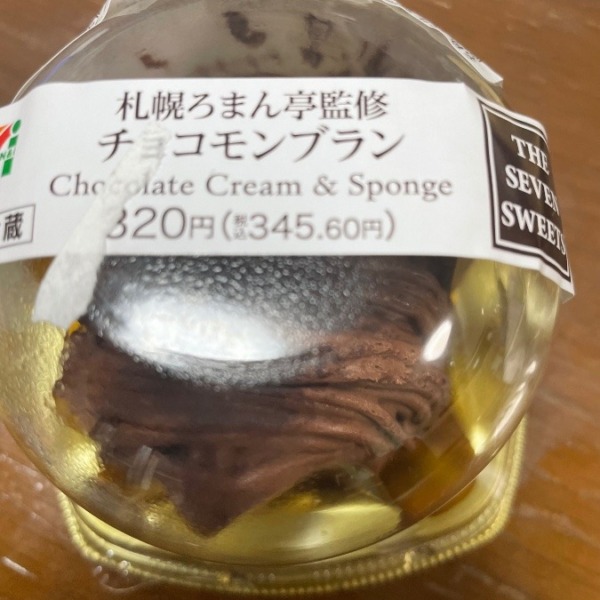 札幌ろまん亭監修
チョコモンブラン
Chocolate Cream & Sponge
320円(税込345.60円)
蔵
THE
SEVEN
SWEETS